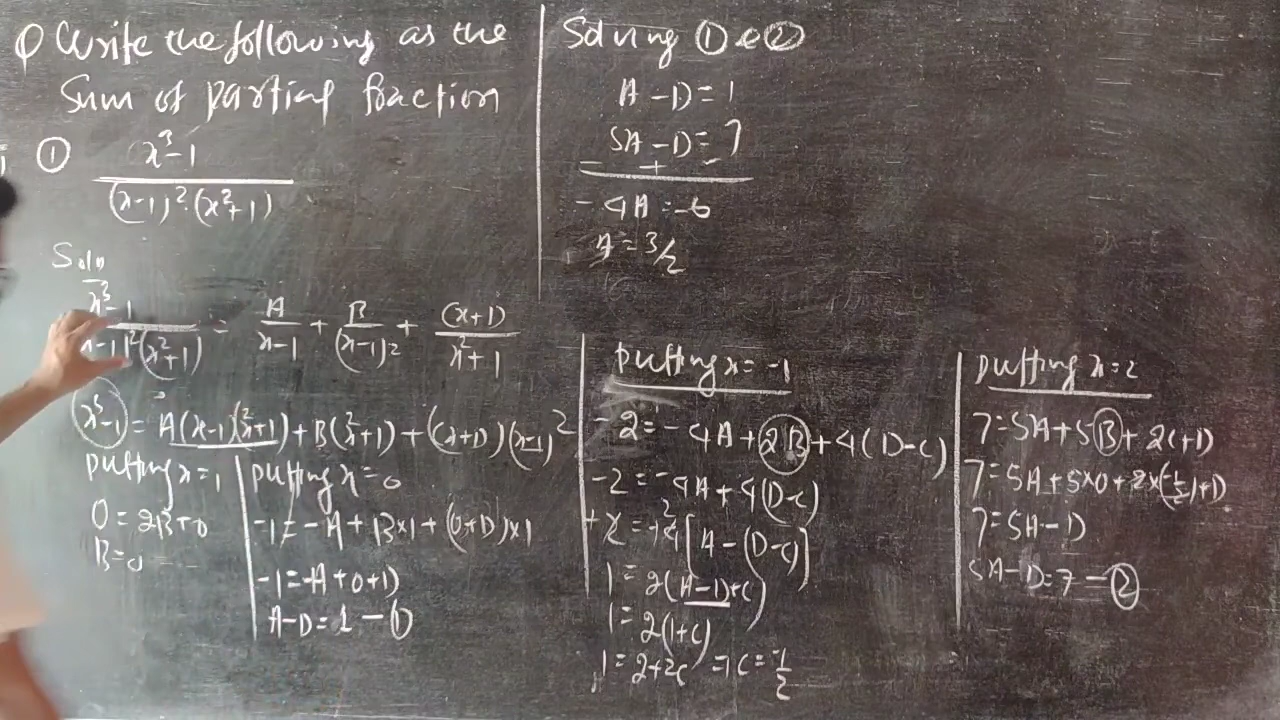 Q Write the following as the
Sum of partial fraction
① x³-1
(x-1)²·(x²+1)
Soln
x³-1 / (x-1)²(x²+1) = A/(x-1) + B/(x-1)² + (x+1)/(x²+1)
x³-1 = A(x-1)(x²+1)+B(x²+1)+(cx+D)(x-1)²
putting x=1
0=2B+0
B=0
putting x=0
-1=-A+B×1+(0+D)×1
-1=-A+0+1)
A-D=1-①
putting x=-1
-2=-4A+2B+4(D-C)
-2=-4A+4(D-C)
1=2(A-D+C)
1=2(1+C)
1=2+2C ⇒ C=-1/2
putting x=2
7=5A+5B+2C+D
7=5A+5×0+2×(-1/2)+D
7=5A-D
5A-D=7-②
Solving ① & ②
A-D=1
5A-D=7
- + -
-4A=-6
A=3/2